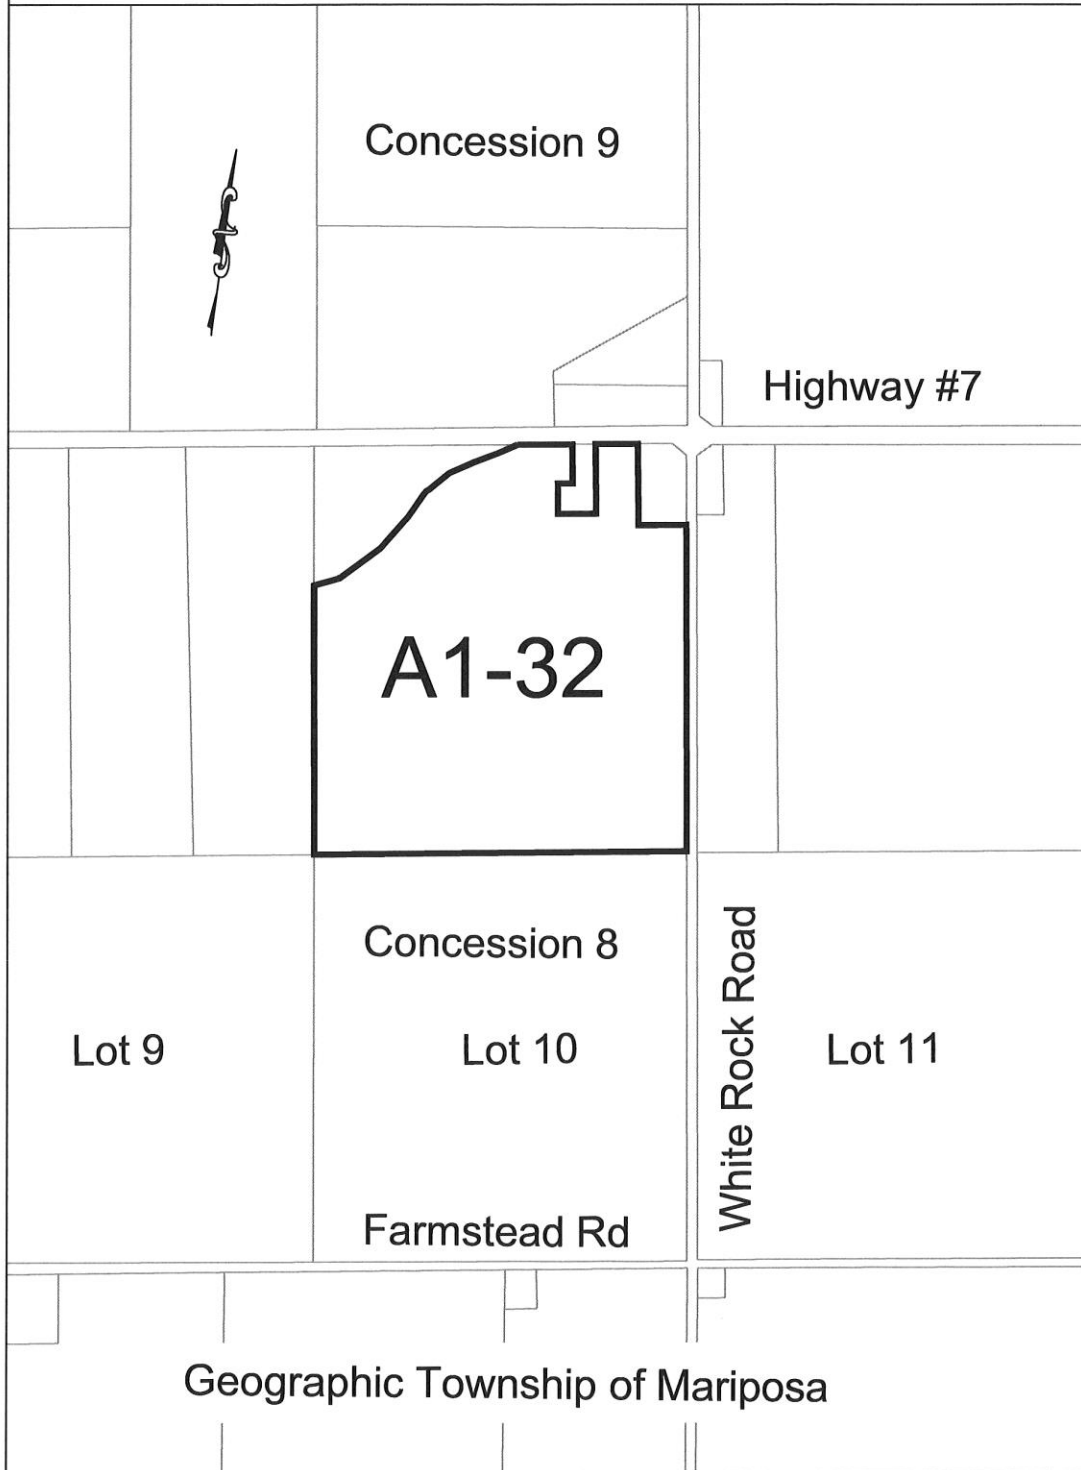 Concession 9
Highway #7
A1-32
Concession 8
Lot 9
Lot 10
Lot 11
White Rock Road
Farmstead Rd
Geographic Township of Mariposa